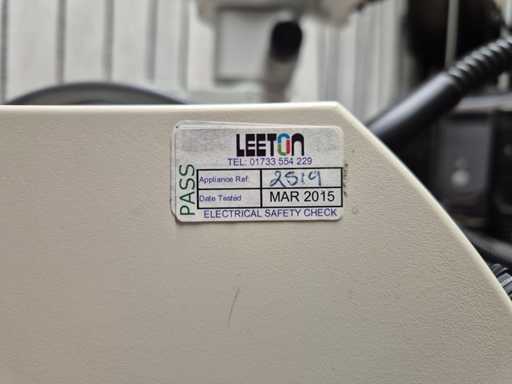 LEETON
TEL: 01733 554 229
PASS
Appliance Ref: 2519
Date Tested MAR 2015
ELECTRICAL SAFETY CHECK